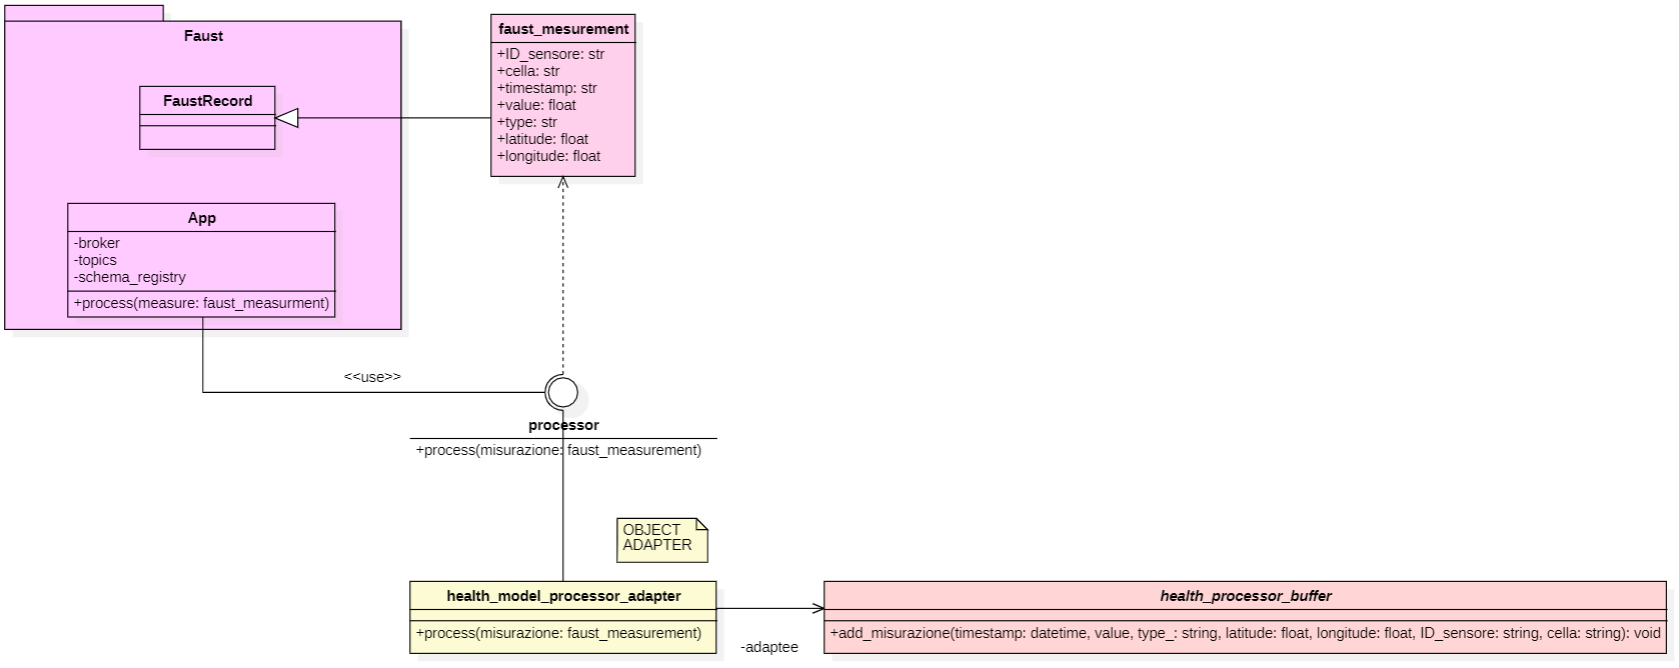 Faust
FaustRecord
App
-broker
-topics
-schema_registry
+process(measure: faust_measurment)
faust_mesurement
+ID_sensore: str
+cella: str
+timestamp: str
+value: float
+type: str
+latitude: float
+longitude: float
<<use>>
processor
+process(misurazione: faust_measurement)
OBJECT
ADAPTER
health_model_processor_adapter
+process(misurazione: faust_measurement)
-adaptee
health_processor_buffer
+add_misurazione(timestamp: datetime, value, type_: string, latitude: float, longitude: float, ID_sensore: string, cella: string): void